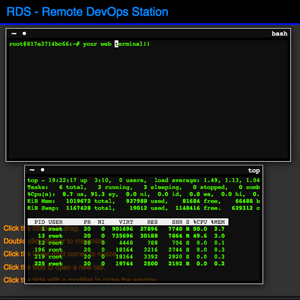 RDS - Remote DevOps Station
bash
root@817e3714bc66:~# your web terminal!!
top
top - 19:22:17 up 3:10, 0 users, load average: 1.49, 1.13, 1.04
Tasks: 6 total, 3 running, 3 sleeping, 0 stopped, 0 zomb
%Cpu(s): 8.7 us, 91.3 sy, 0.0 ni, 0.0 id, 0.0 wa, 0.0 hi, 0.
KiB Mem: 1019672 total, 937988 used, 81684 free, 66488 b
KiB Swap: 1167428 total, 19012 used, 1148416 free. 629312 c
PID USER PR NI VIRT RES SHR S %CPU %MEM
1 root 20 0 901696 27896 7740 R 50.0 2.7
13 root 20 0 735696 30188 7864 R 49.6 3.0
12 root 20 0 4448 708 704 S 0.0 0.1
196 root 20 0 18164 3216 2744 S 0.0 0.3
219 root 20 0 18164 3392 2920 S 0.0 0.3
225 root 20 0 19744 2500 2192 R 0.0 0.2
Click the
Double
Click
Click the
Click